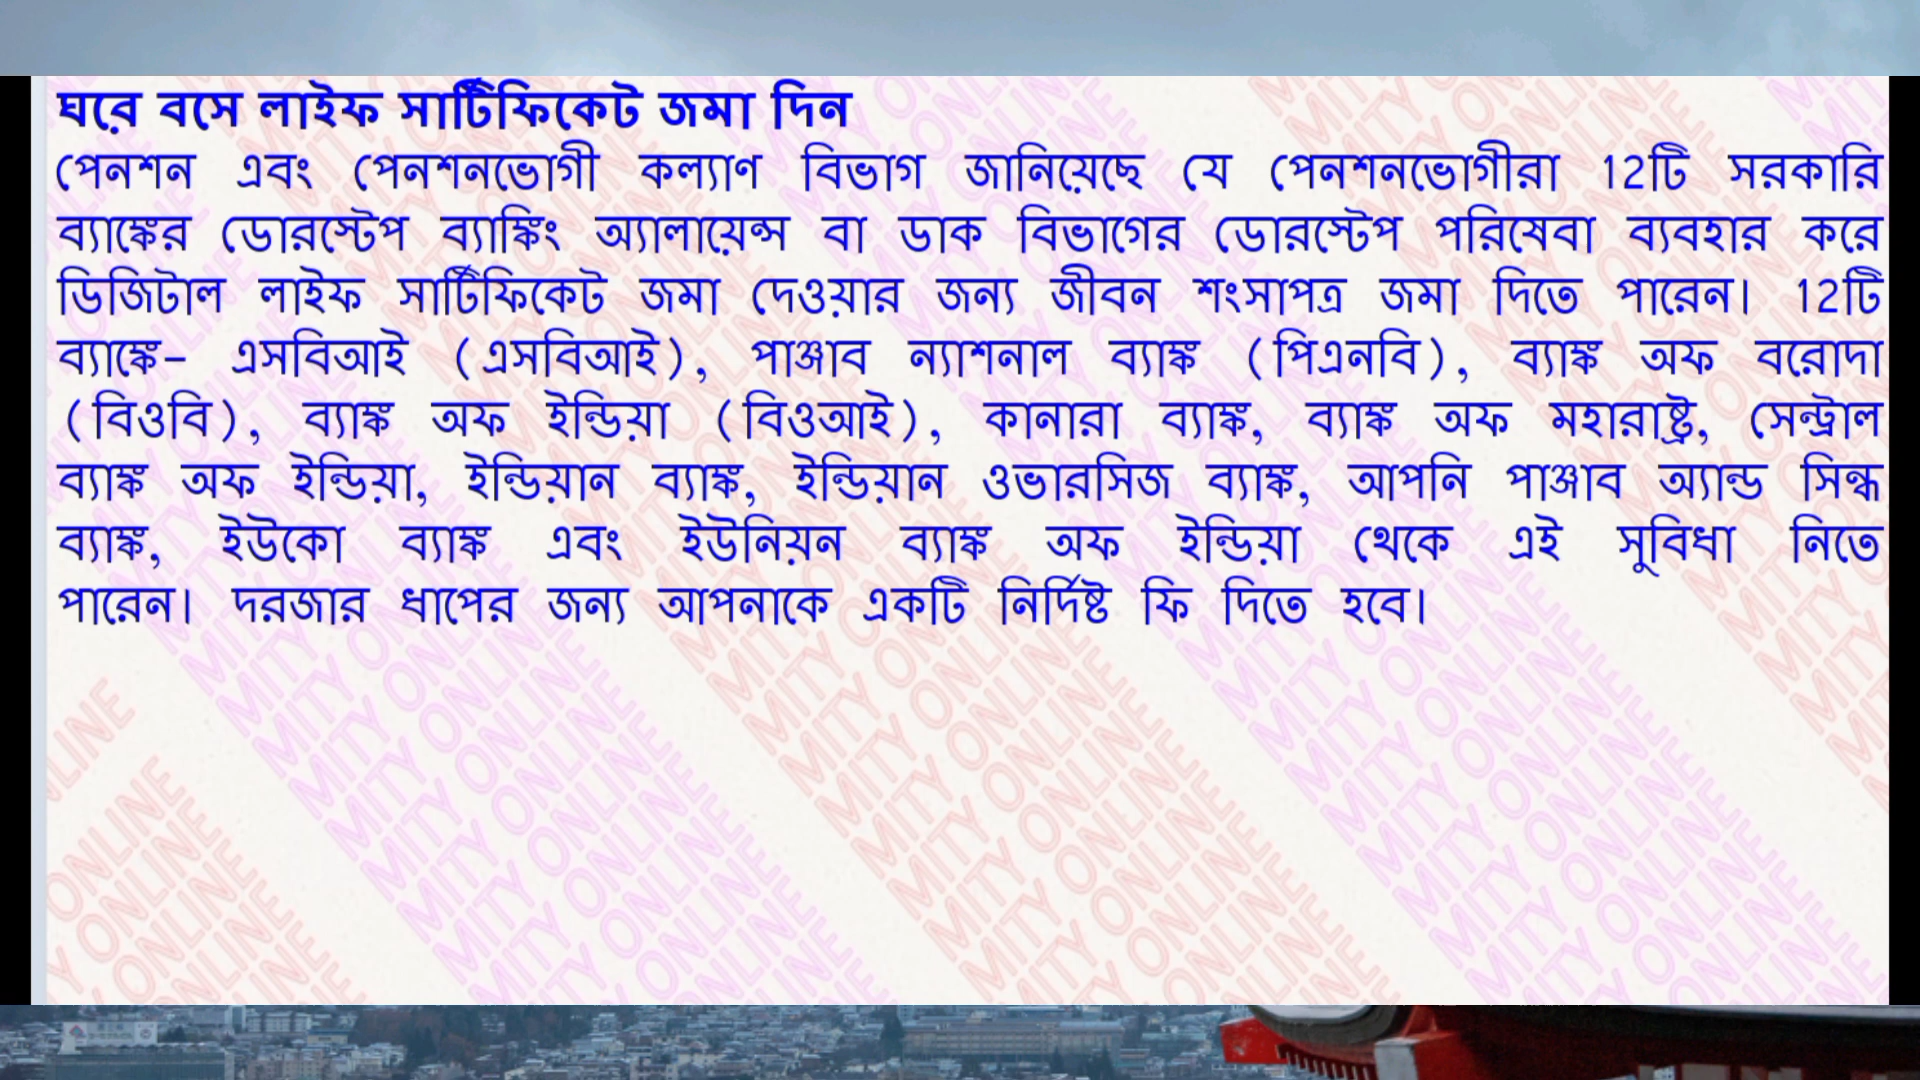 ঘরে বসে লাইফ সার্টিফিকেট জমা দিন
পেনশন এবং পেনশনভোগী কল্যাণ বিভাগ জানিয়েছে যে পেনশনভোগীরা 12টি সরকারি
ব্যাঙ্কের ডোরস্টেপ ব্যাঙ্কিং অ্যালায়েন্স বা ডাক বিভাগের ডোরস্টেপ পরিষেবা ব্যবহার করে
ডিজিটাল লাইফ সার্টিফিকেট জমা দেওয়ার জন্য জীবন শংসাপত্র জমা দিতে পারেন। 12টি
ব্যাঙ্কে– এসবিআই (এসবিআই), পাঞ্জাব ন্যাশনাল ব্যাঙ্ক (পিএনবি), ব্যাঙ্ক অফ বরোদা
(বিওবি), ব্যাঙ্ক অফ ইন্ডিয়া (বিওআই), কানারা ব্যাঙ্ক, ব্যাঙ্ক অফ মহারাষ্ট্র, সেন্ট্রাল
ব্যাঙ্ক অফ ইন্ডিয়া, ইন্ডিয়ান ব্যাঙ্ক, ইন্ডিয়ান ওভারসিজ ব্যাঙ্ক, আপনি পাঞ্জাব অ্যান্ড সিন্ধ
ব্যাঙ্ক, ইউকো ব্যাঙ্ক এবং ইউনিয়ন ব্যাঙ্ক অফ ইন্ডিয়া থেকে এই সুবিধা নিতে
পারেন। দরজার ধাপের জন্য আপনাকে একটি নির্দিষ্ট ফি দিতে হবে।
MITY ONLINE